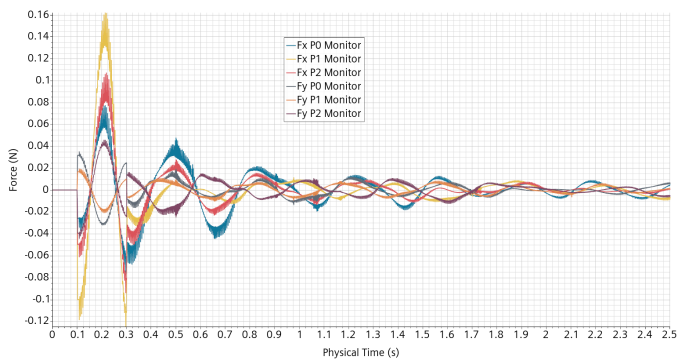 0.16
0.14
0.12
0.1
0.08
0.06
0.04
0.02
0
-0.02
-0.04
-0.06
-0.08
-0.1
-0.12
Force (N)
Fx P0 Monitor
Fx P1 Monitor
Fx P2 Monitor
Fy P0 Monitor
Fy P1 Monitor
Fy P2 Monitor
0 0.1 0.2 0.3 0.4 0.5 0.6 0.7 0.8 0.9 1 1.1 1.2 1.3 1.4 1.5 1.6 1.7 1.8 1.9 2 2.1 2.2 2.3 2.4 2.5
Physical Time (s)